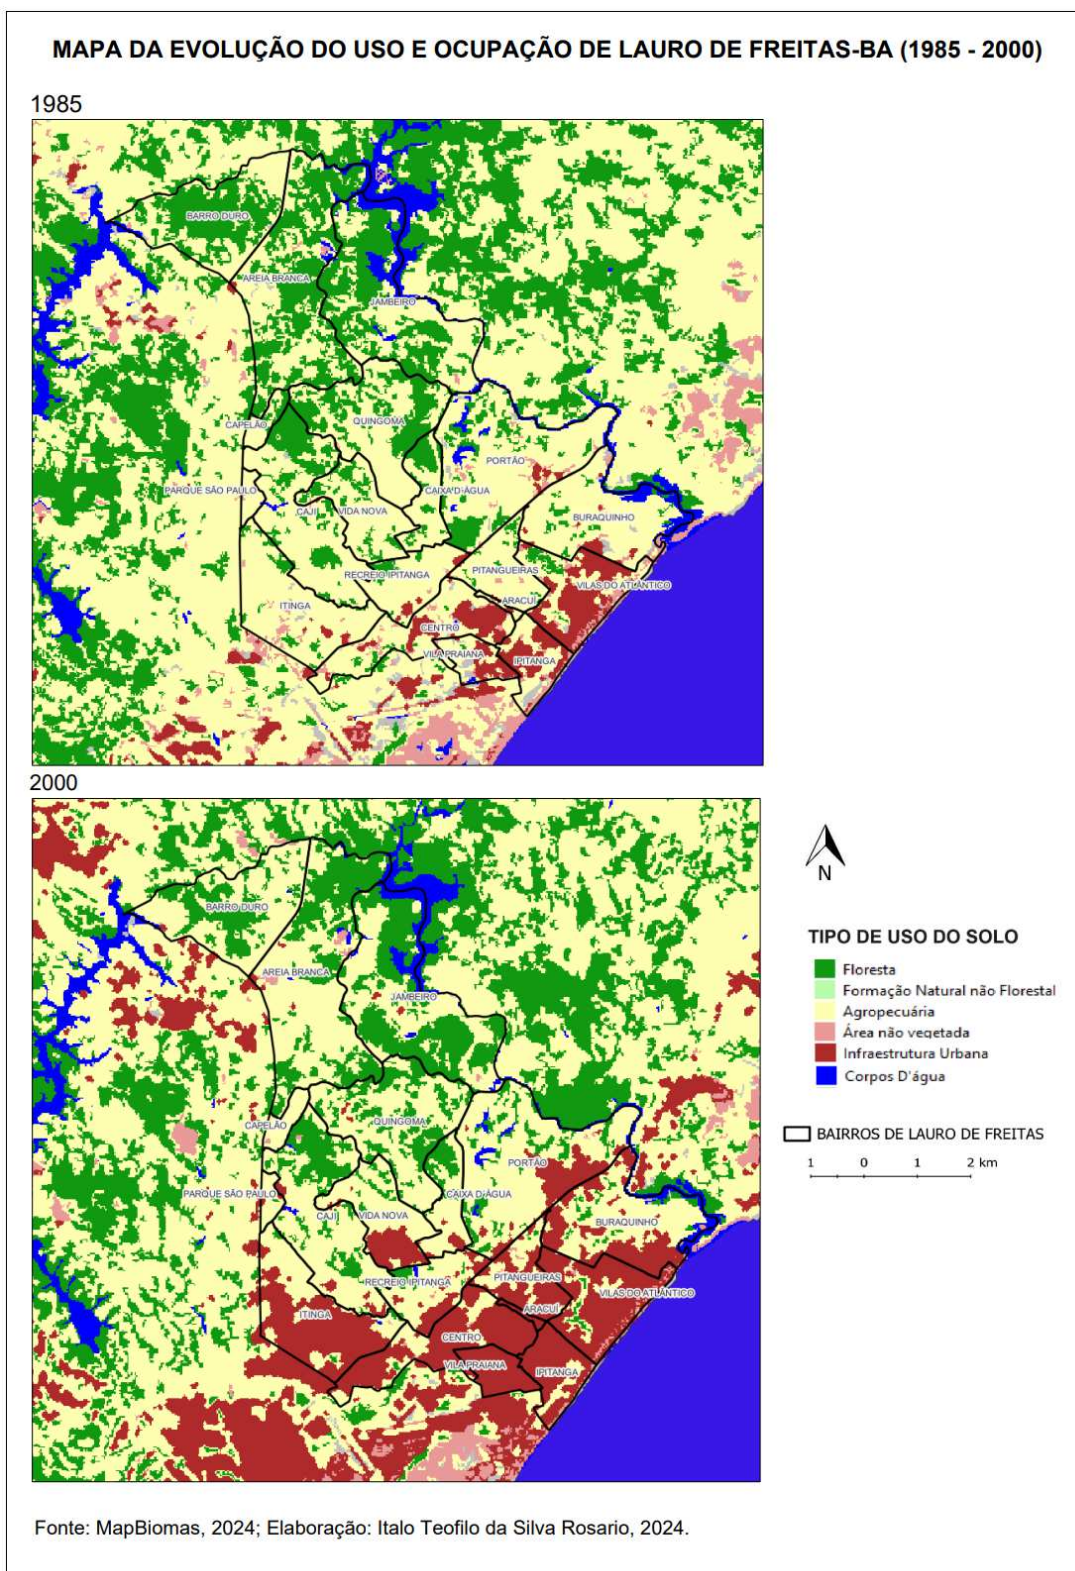 MAPA DA EVOLUÇÃO DO USO E OCUPAÇÃO DE LAURO DE FREITAS-BA (1985 - 2000)
1985
BARRO DURO
AREIA BRANCA
JAMBEIRO
CAPELÃO
QUINGOMA
PORTÃO
PARQUE SÃO PAULO
CAIXA D'ÁGUA
CAJI
VIDA NOVA
BURAQUINHO
RECREIO IPITANGA
PITANGUEIRAS
VILAS DO ATLÂNTICO
ITINGA
ARACUÍ
CENTRO
VILA PRAIANA
IPITANGA
2000
BARRO DURO
AREIA BRANCA
JAMBEIRO
CAPELÃO
QUINGOMA
PORTÃO
PARQUE SÃO PAULO
CAIXA D'ÁGUA
CAJI
VIDA NOVA
BURAQUINHO
RECREIO IPITANGA
PITANGUEIRAS
VILAS DO ATLÂNTICO
ITINGA
ARACUÍ
CENTRO
VILA PRAIANA
IPITANGA
N
TIPO DE USO DO SOLO
Floresta
Formação Natural não Florestal
Agropecuária
Área não vegetada
Infraestrutura Urbana
Corpos D'água
BAIRROS DE LAURO DE FREITAS
1 0 1 2 km
Fonte: MapBiomas, 2024; Elaboração: Italo Teofilo da Silva Rosario, 2024.